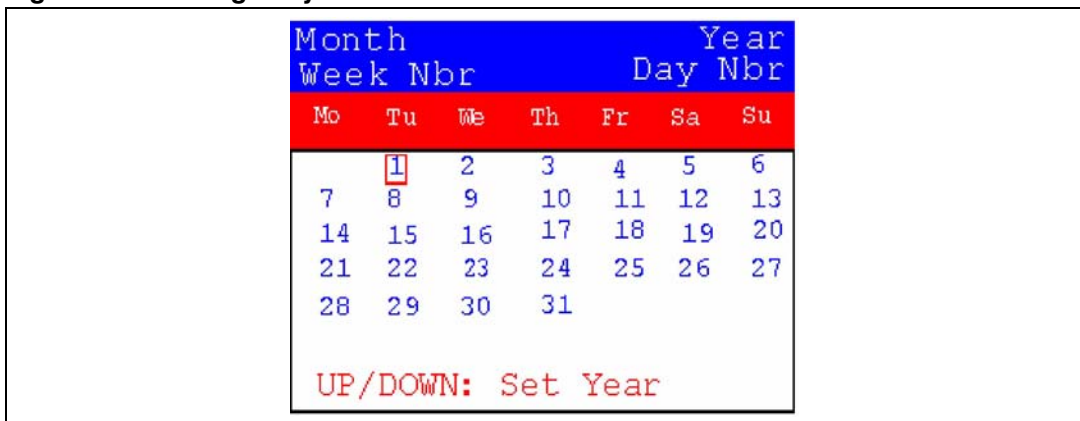 Month Year
Week Nbr Day Nbr
Mo Tu We Th Fr Sa Su
1 2 3 4 5 6
7 8 9 10 11 12 13
14 15 16 17 18 19 20
21 22 23 24 25 26 27
28 29 30 31
UP/DOWN: Set Year